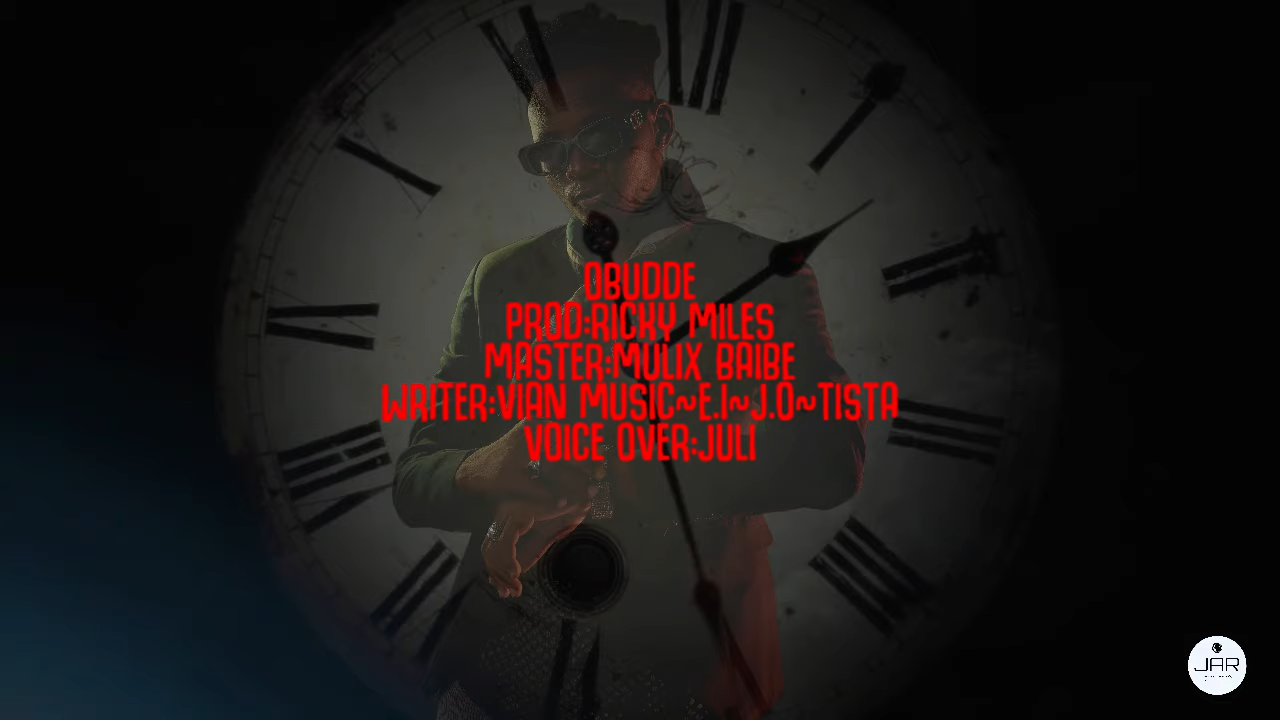 OBUDDE
PROD:RICKY MILES
MASTER:MULIX BAIBE
WRITER:VIAN MUSIC~E.I~J.O~TISTA
VOICE OVER:JULI
JAR